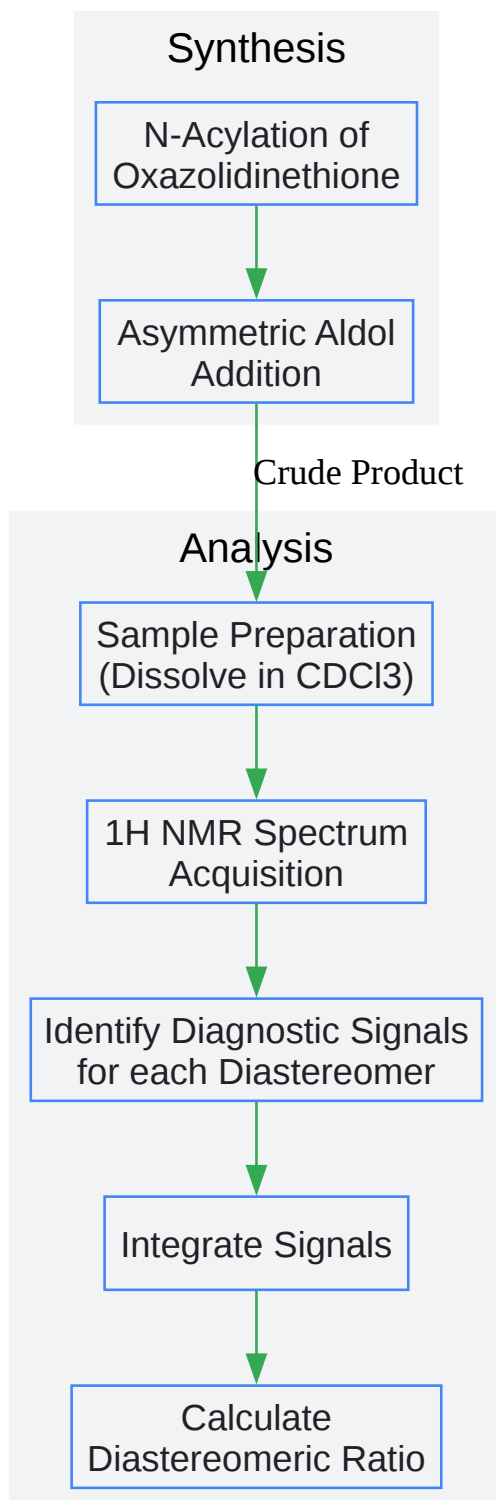 Synthesis
N-Acylation of
Oxazolidinethione
Asymmetric Aldol
Addition
Crude Product
Analysis
Sample Preparation
(Dissolve in CDCl3)
1H NMR Spectrum
Acquisition
Identify Diagnostic Signals
for each Diastereomer
Integrate Signals
Calculate
Diastereomeric Ratio